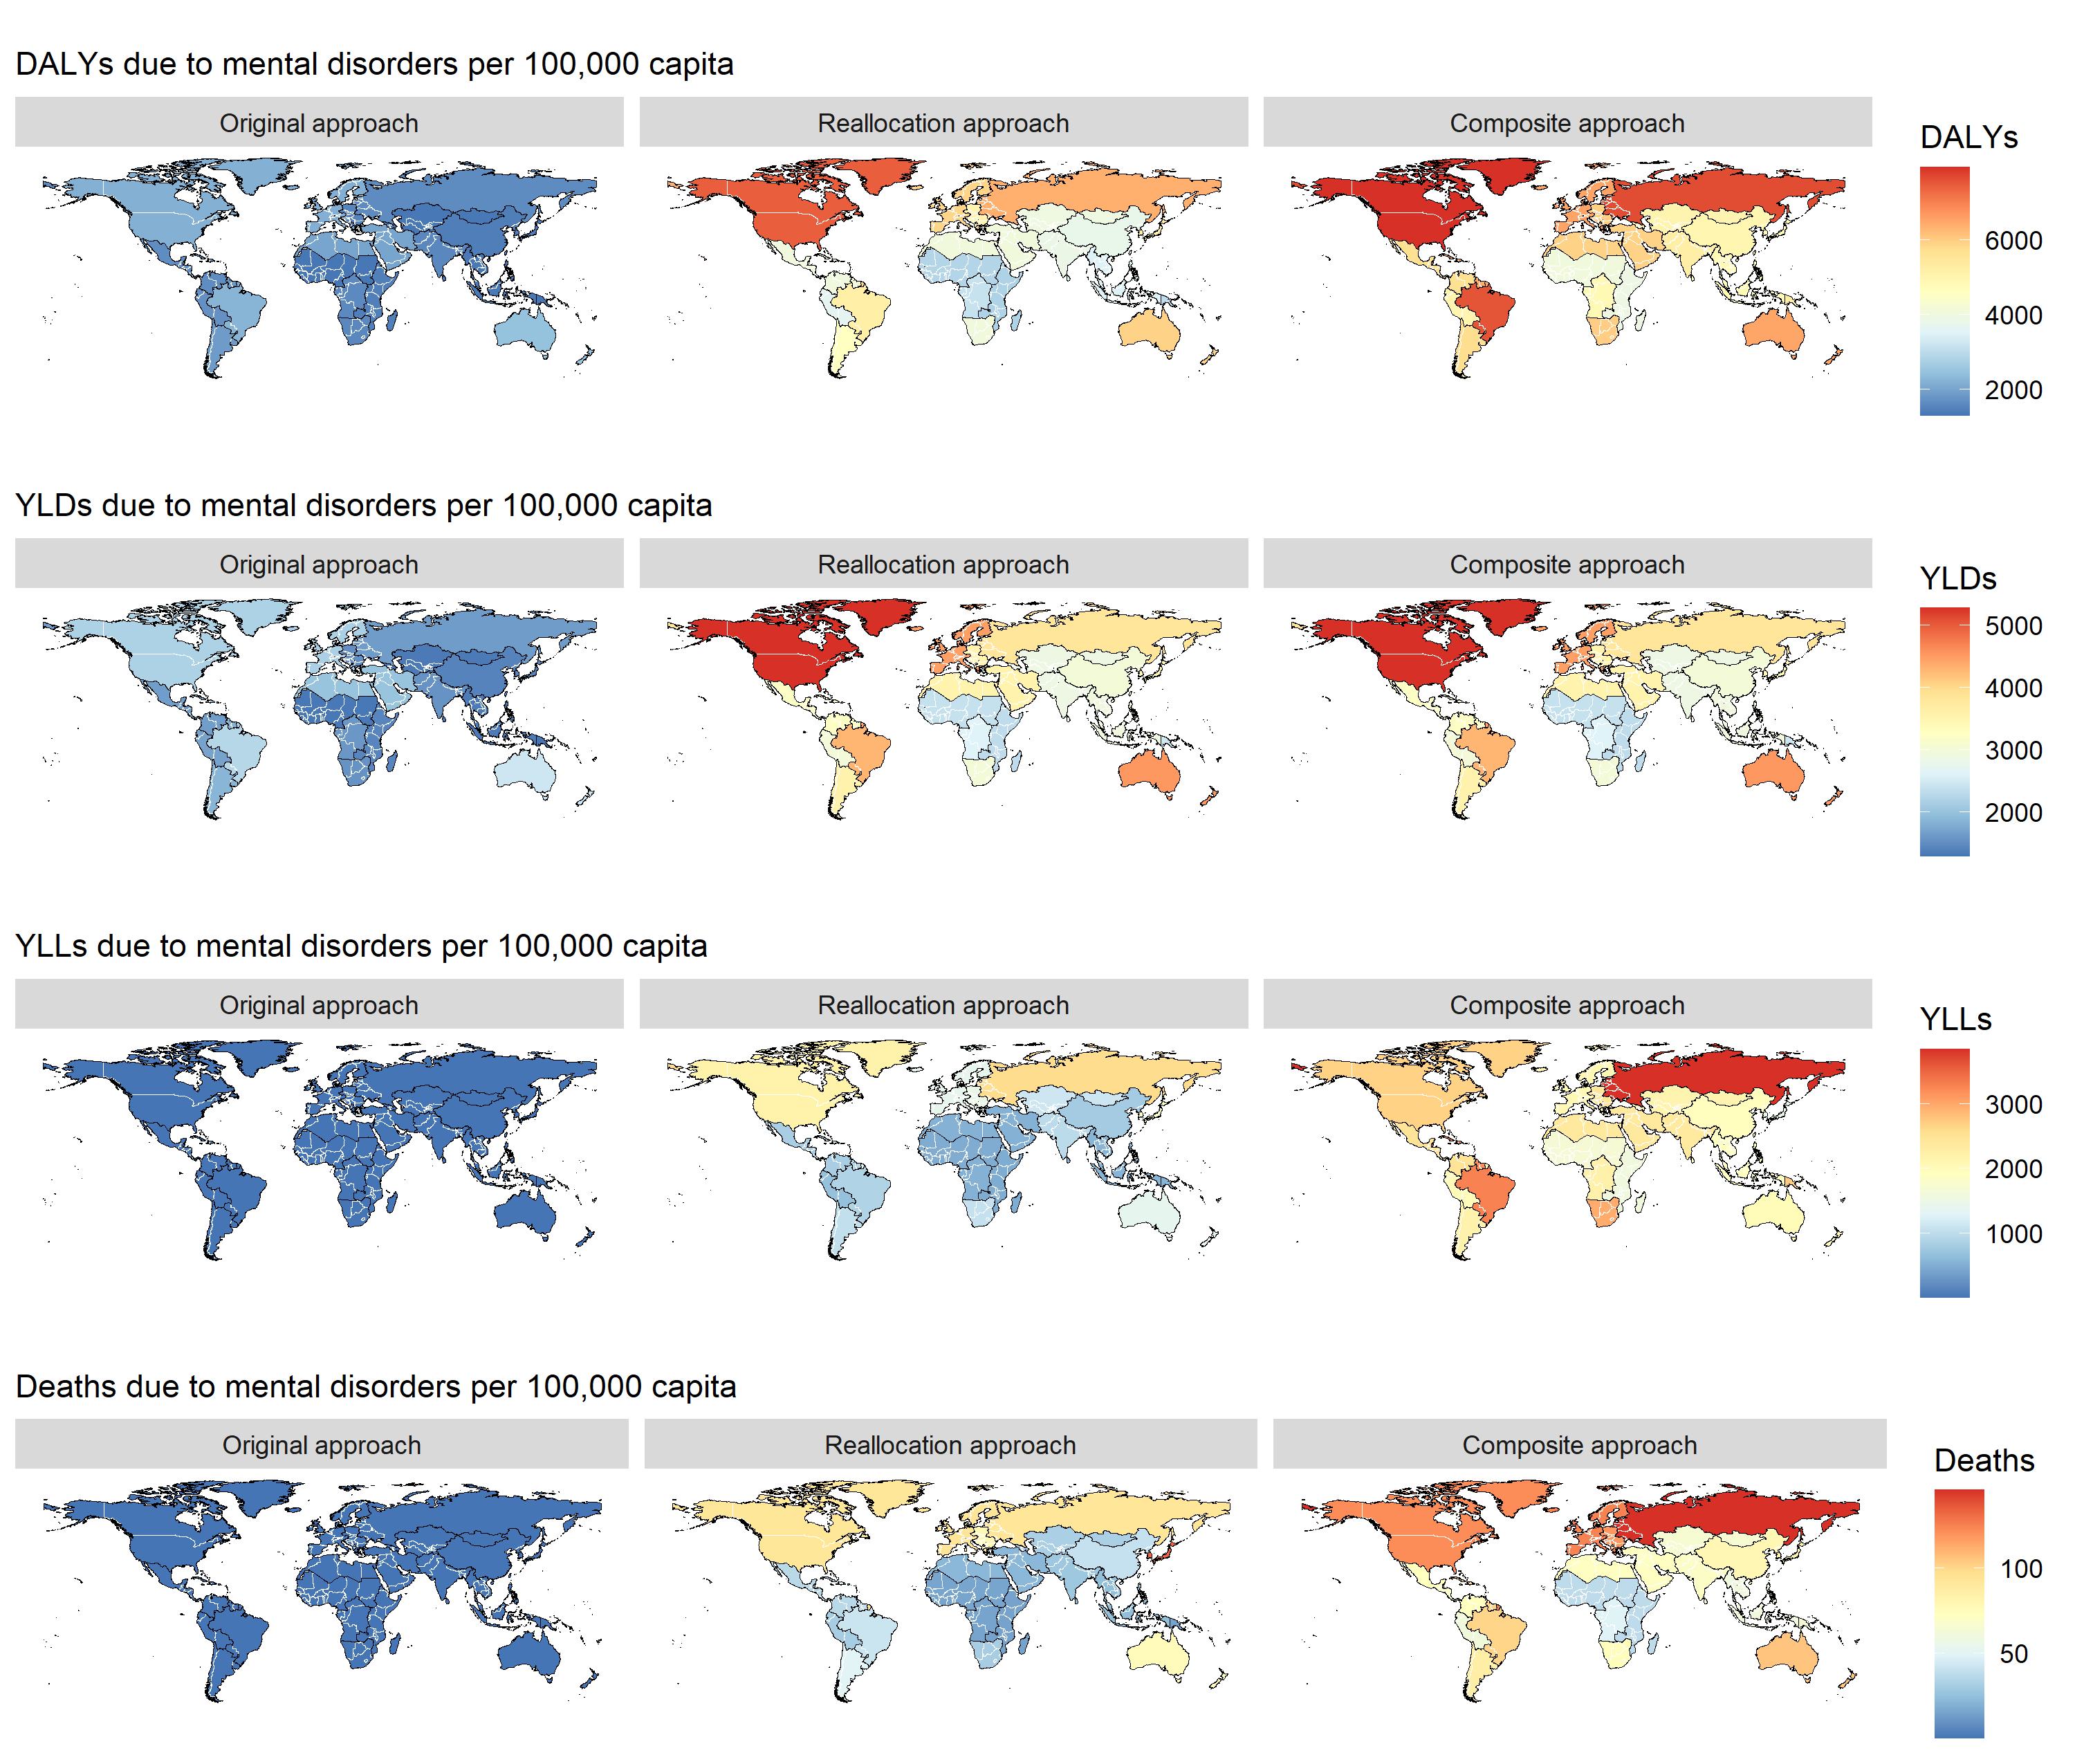 DALYs due to mental disorders per 100,000 capita
Original approach
Reallocation approach
Composite approach
DALYs
6000
4000
2000
YLDs due to mental disorders per 100,000 capita
Original approach
Reallocation approach
Composite approach
YLDs
5000
4000
3000
2000
YLLs due to mental disorders per 100,000 capita
Original approach
Reallocation approach
Composite approach
YLLs
3000
2000
1000
Deaths due to mental disorders per 100,000 capita
Original approach
Reallocation approach
Composite approach
Deaths
100
50